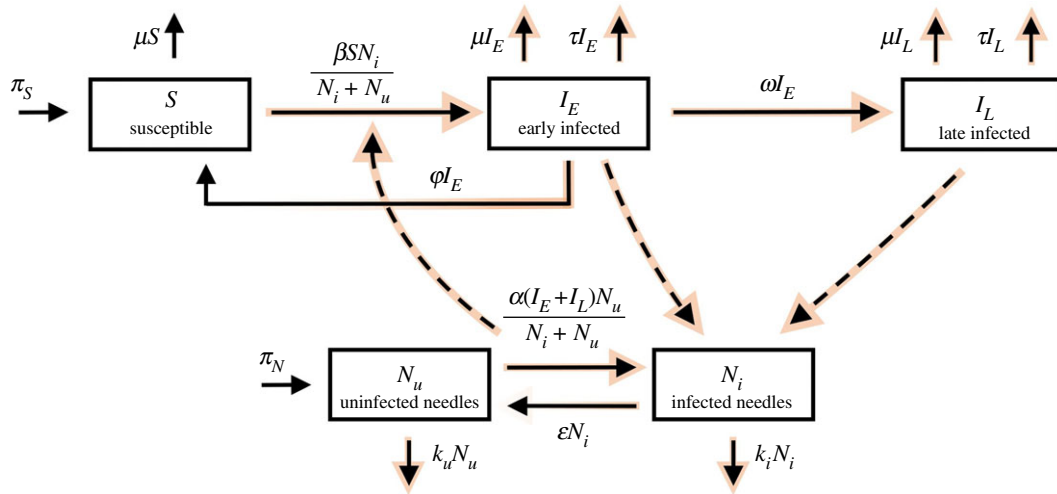 μS
π_S
S
susceptible
βSN_i
N_i + N_u
μI_E
τI_E
I_E
early infected
ωI_E
μI_L
τI_L
I_L
late infected
φI_E
α(I_E+I_L)N_u
N_i + N_u
π_N
N_u
uninfected needles
N_i
infected needles
εN_i
k_uN_u
k_iN_i